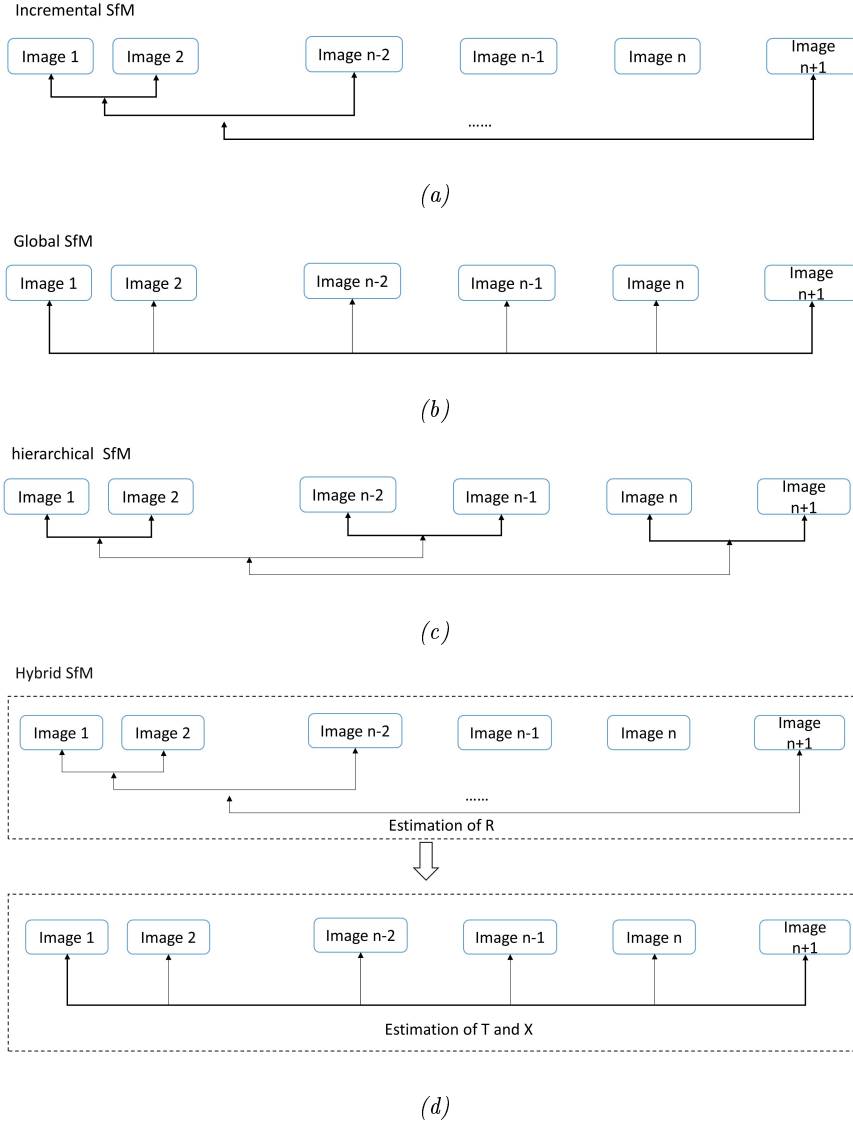 Incremental SfM
Image 1 Image 2 Image n-2 Image n-1 Image n Image
n+1
......
(a)
Global SfM
Image 1 Image 2 Image n-2 Image n-1 Image n Image
n+1
(b)
hierarchical SfM
Image 1 Image 2 Image n-2 Image n-1 Image n Image
n+1
(c)
Hybrid SfM
Image 1 Image 2 Image n-2 Image n-1 Image n Image
n+1
......
Estimation of R
Image 1 Image 2 Image n-2 Image n-1 Image n Image
n+1
Estimation of T and X
(d)